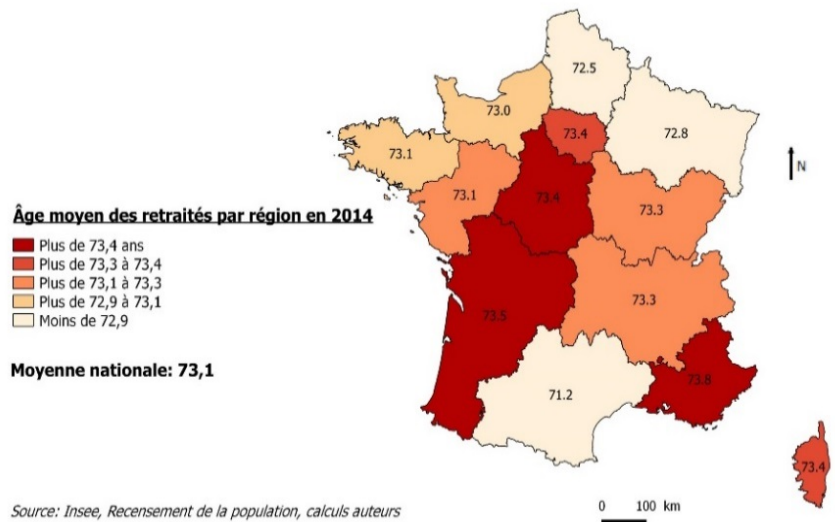 72.5
73.0
73.4
72.8
73.1
N
73.1
73.4
73.3
Âge moyen des retraités par région en 2014
Plus de 73,4 ans
Plus de 73,3 à 73,4
Plus de 73,1 à 73,3
Plus de 72,9 à 73,1
Moins de 72,9
73.3
73.5
Moyenne nationale: 73,1
71.2
73.8
73.4
Source: Insee, Recensement de la population, calculs auteurs
0 100 km